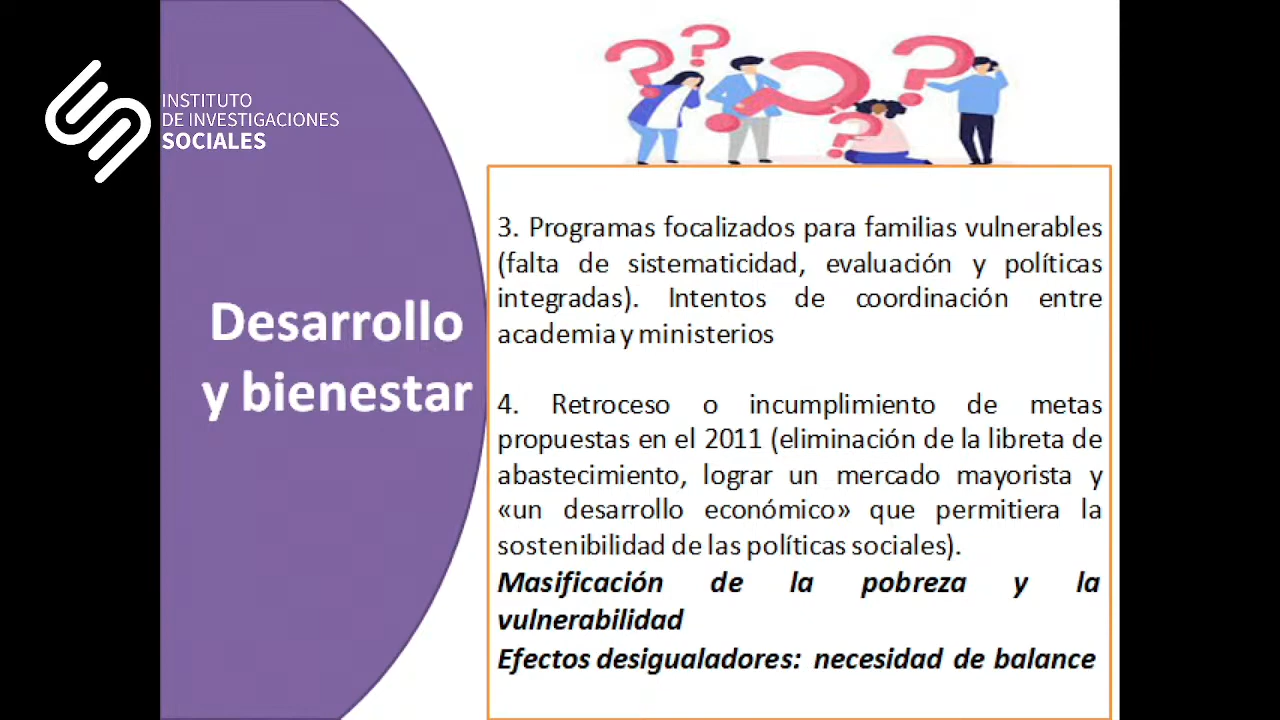 INSTITUTO
DE INVESTIGACIONES
SOCIALES
Desarrollo
y bienestar
3. Programas focalizados para familias vulnerables
(falta de sistematicidad, evaluación y políticas
integradas). Intentos de coordinación entre
academia y ministerios
4. Retroceso o incumplimiento de metas
propuestas en el 2011 (eliminación de la libreta de
abastecimiento, lograr un mercado mayorista y
«un desarrollo económico» que permitiera la
sostenibilidad de las políticas sociales).
Masificación de la pobreza y la
vulnerabilidad
Efectos desigualadores: necesidad de balance